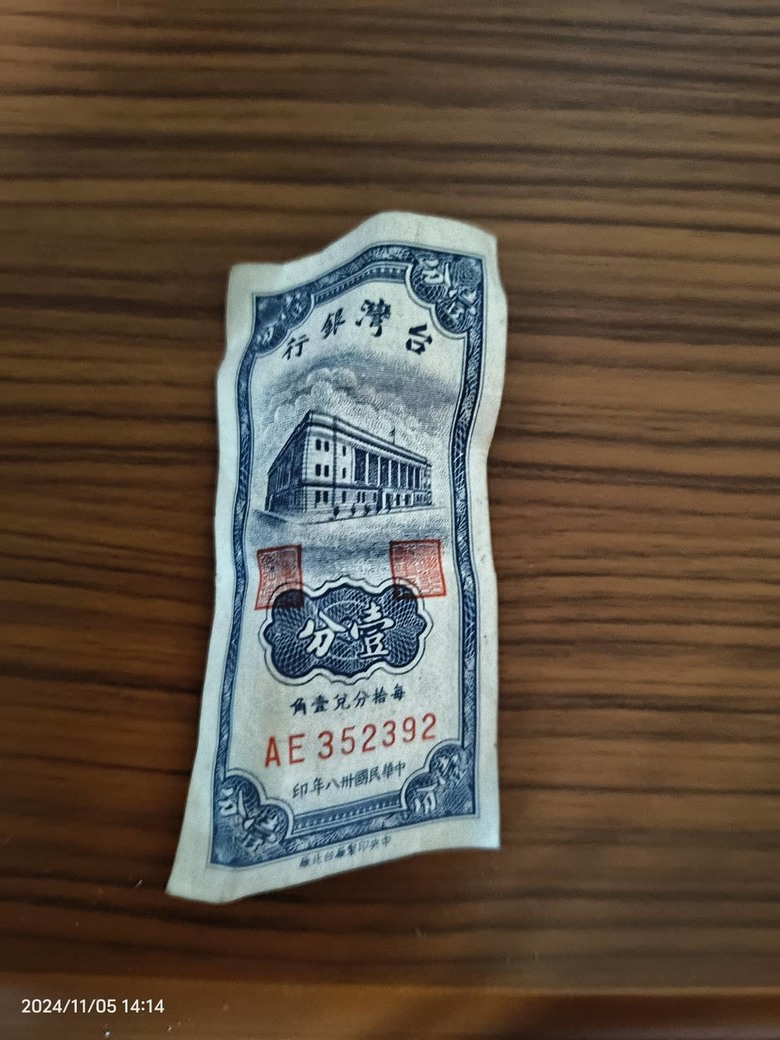 台灣銀行
壹分
每拾分兌壹角
AE 352392
中華民國卅八年印
中央印製廠台北廠
2024/11/05 14:14